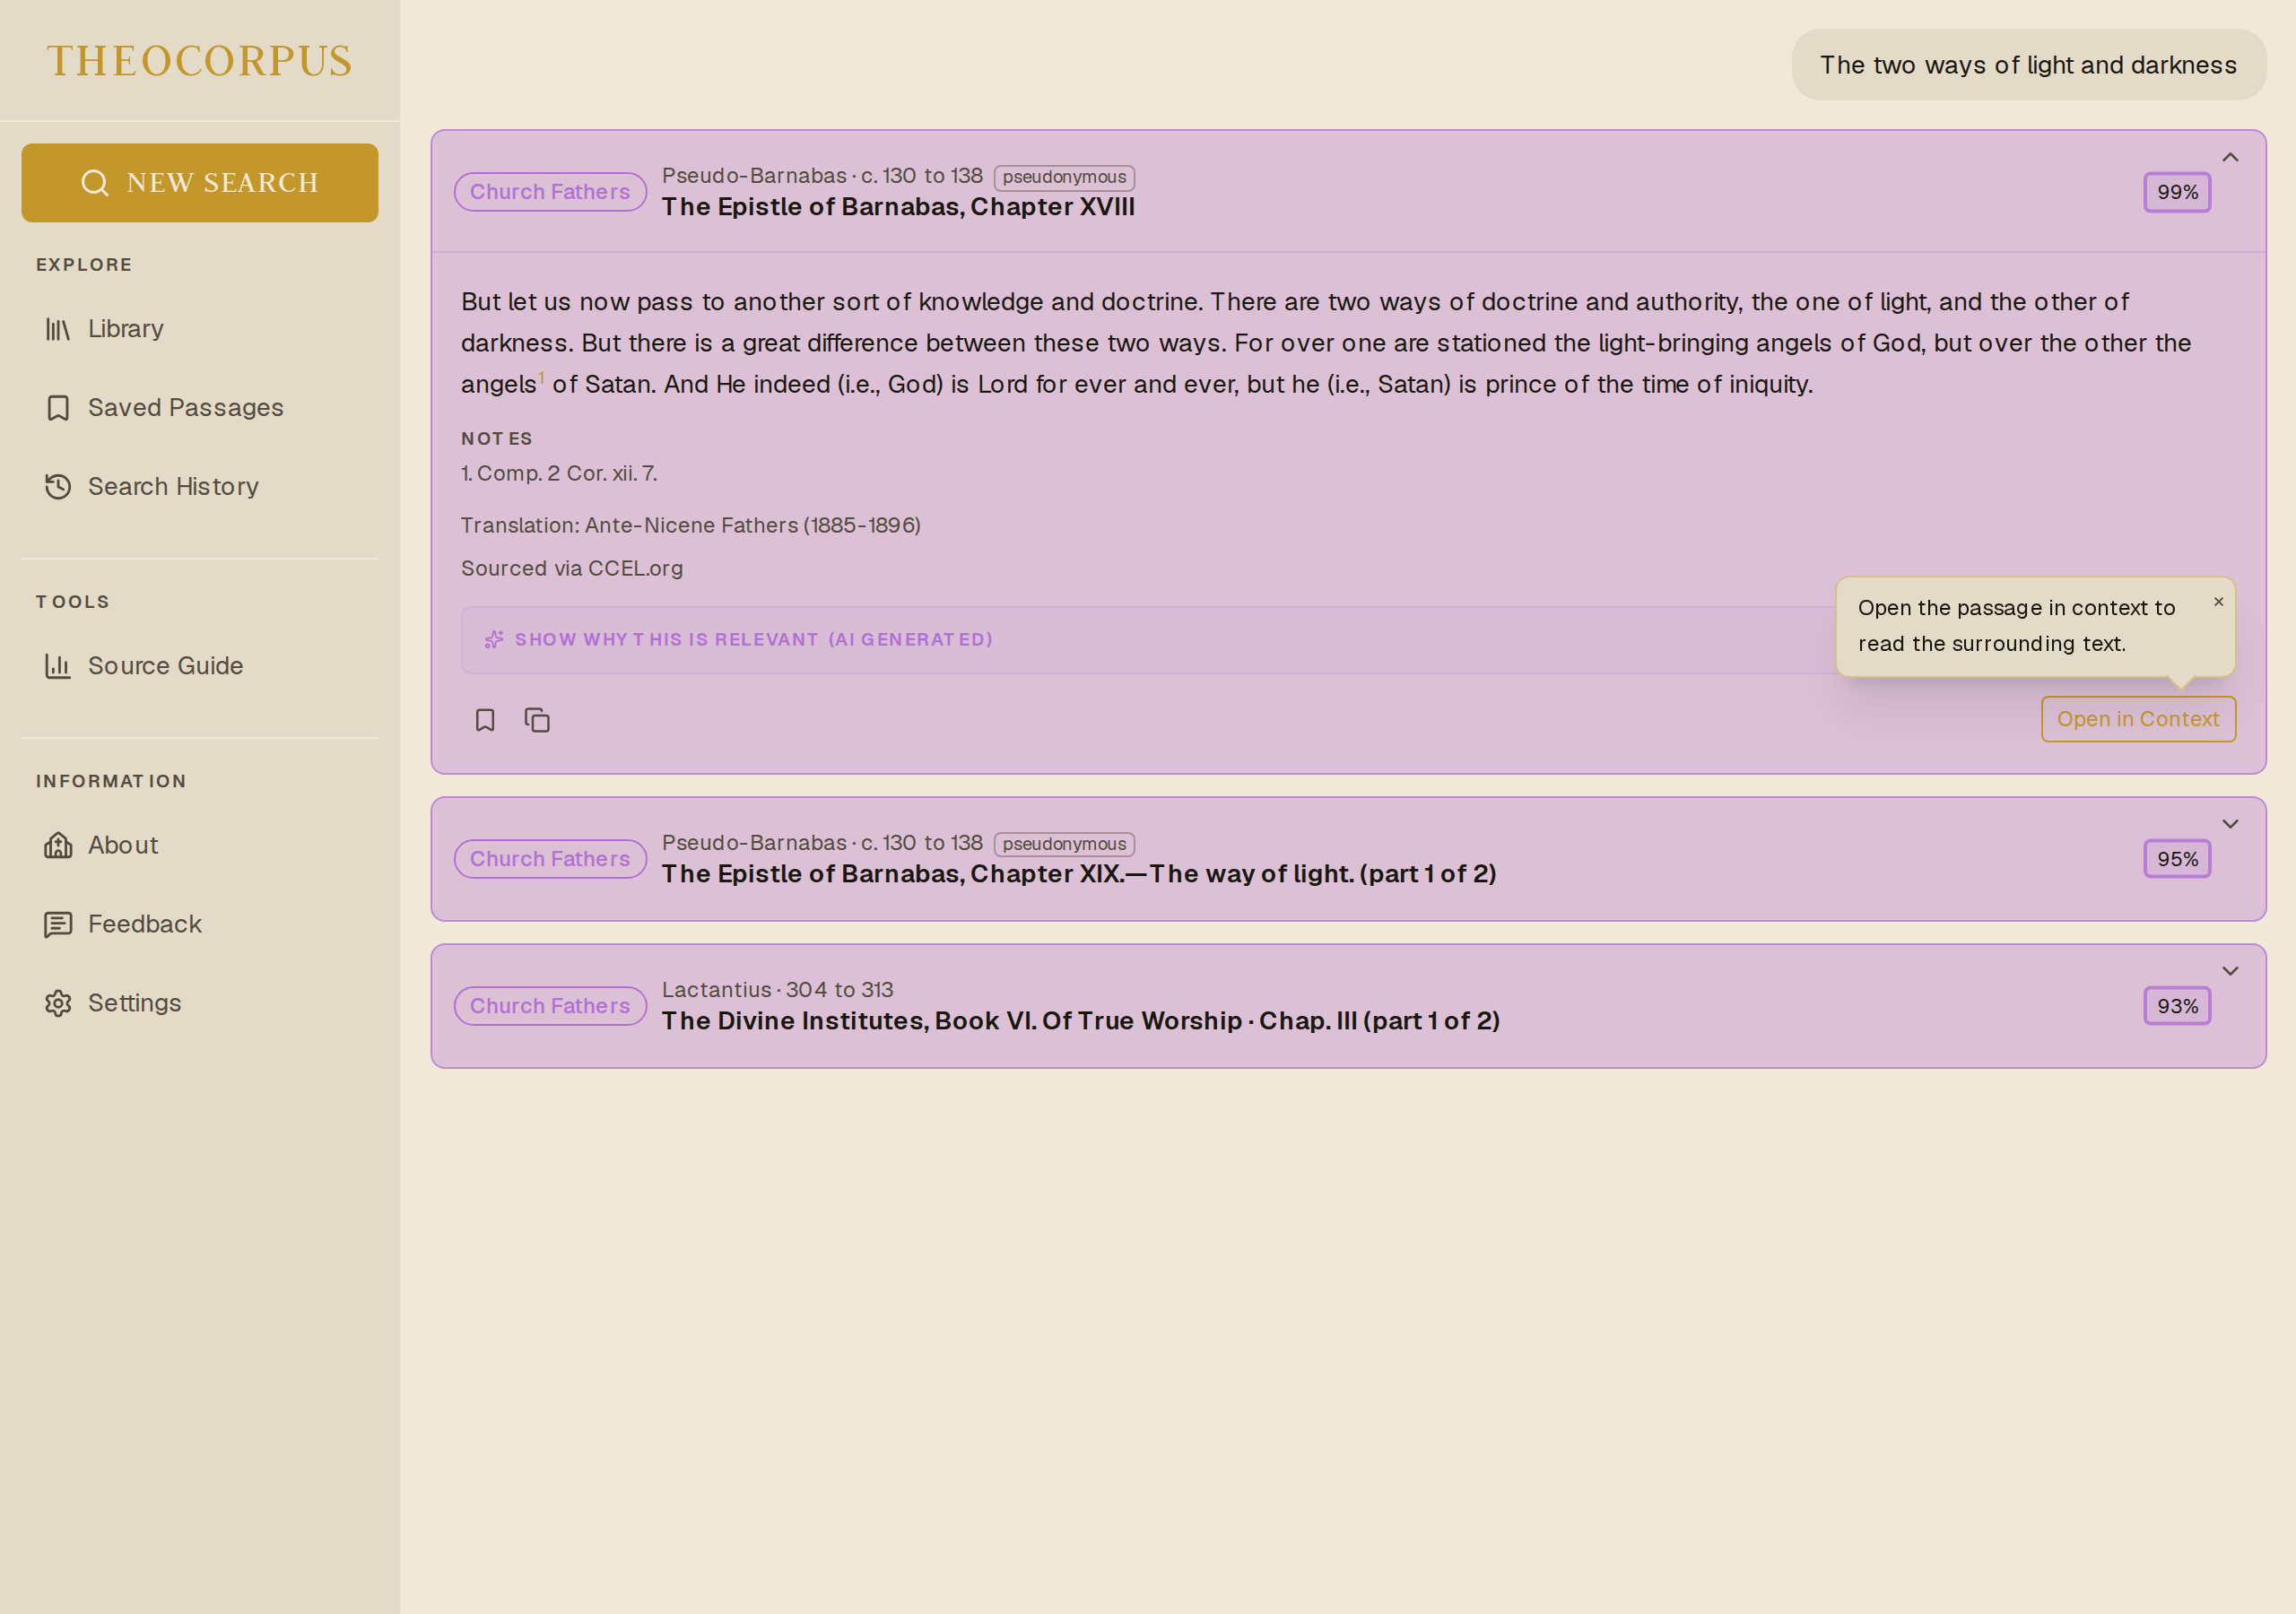 THEOCORPUS
NEW SEARCH
EXPLORE
Library
Saved Passages
Search History
TOOLS
Source Guide
INFORMATION
About
Feedback
Settings
The two ways of light and darkness
Church Fathers
Pseudo-Barnabas · c. 130 to 138 pseudonymous
The Epistle of Barnabas, Chapter XVIII
99%
But let us now pass to another sort of knowledge and doctrine. There are two ways of doctrine and authority, the one of light, and the other of
darkness. But there is a great difference between these two ways. For over one are stationed the light-bringing angels of God, but over the other the
angels1 of Satan. And He indeed (i.e., God) is Lord for ever and ever, but he (i.e., Satan) is prince of the time of iniquity.
NOTES
1. Comp. 2 Cor. xii. 7.
Translation: Ante-Nicene Fathers (1885-1896)
Sourced via CCEL.org
SHOW WHY THIS IS RELEVANT (AI GENERATED)
Open the passage in context to
read the surrounding text.
×
Open in Context
Church Fathers
Pseudo-Barnabas · c. 130 to 138 pseudonymous
The Epistle of Barnabas, Chapter XIX.—The way of light. (part 1 of 2)
95%
Church Fathers
Lactantius · 304 to 313
The Divine Institutes, Book VI. Of True Worship · Chap. III (part 1 of 2)
93%